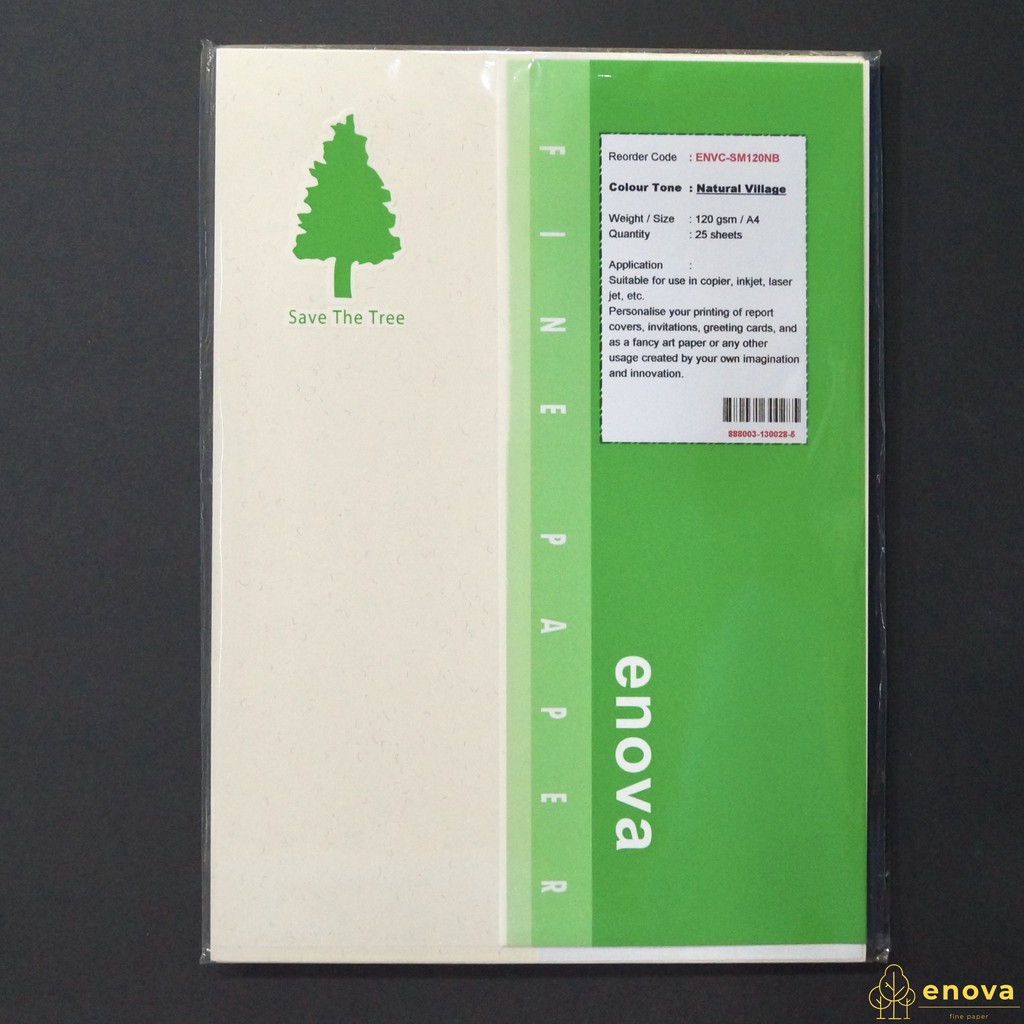 Save The Tree
FINE PAPER
Reorder Code : ENVC-SM120NB
Colour Tone : Natural Village
Weight / Size : 120 gsm / A4
Quantity : 25 sheets
Application :
Suitable for use in copier, inkjet, laser
jet, etc.
Personalise your printing of report
covers, invitations, greeting cards, and
as a fancy art paper or any other
usage created by your own imagination
and innovation.
888003-130028-5
enova
enova
fine paper